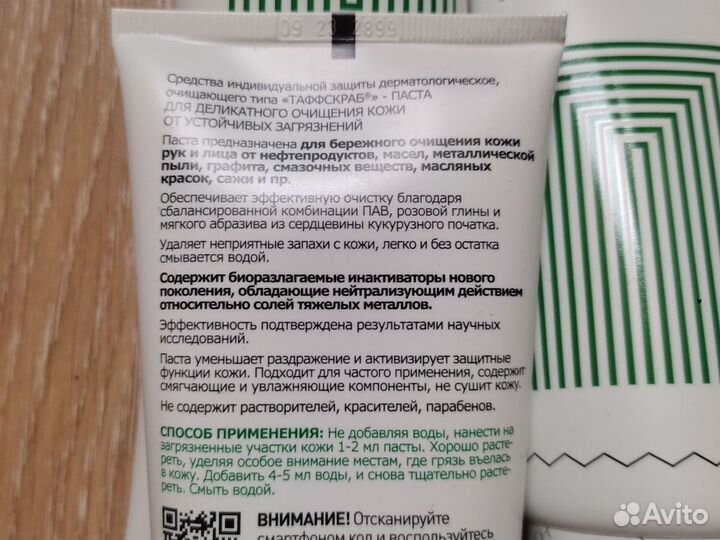 09 23 2899
Средства индивидуальной защиты дерматологическое,
очищающего типа «ТАФФСКРАБ®» - ПАСТА
ДЛЯ ДЕЛИКАТНОГО ОЧИЩЕНИЯ КОЖИ
ОТ УСТОЙЧИВЫХ ЗАГРЯЗНЕНИЙ
Паста предназначена для бережного очищения кожи
рук и лица от нефтепродуктов, масел, металлической
пыли, графита, смазочных веществ, масляных
красок, сажи и пр.
Обеспечивает эффективную очистку благодаря
сбалансированной комбинации ПАВ, розовой глины и
мягкого абразива из сердцевины кукурузного початка.
Удаляет неприятные запахи с кожи, легко и без остатка
смывается водой.
Содержит биоразлагаемые инактиваторы нового
поколения, обладающие нейтрализующим действием
относительно солей тяжелых металлов.
Эффективность подтверждена результатами научных
исследований.
Паста уменьшает раздражение и активизирует защитные
функции кожи. Подходит для частого применения, содержит
смягчающие и увлажняющие компоненты, не сушит кожу.
Не содержит растворителей, красителей, парабенов.
СПОСОБ ПРИМЕНЕНИЯ: Не добавляя воды, нанести на
загрязненные участки кожи 1-2 мл пасты. Хорошо расте-
реть, уделяя особое внимание местам, где грязь въелась
в кожу. Добавить 4-5 мл воды, и снова тщательно расте-
реть. Смыть водой.
ВНИМАНИЕ! Отсканируйте
смартфоном код и воспользуйтесь
Avito